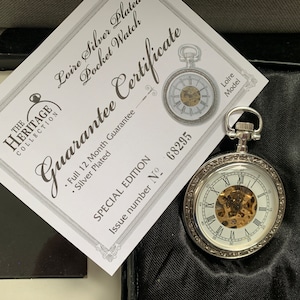 Loire Silver Plated
Pocket Watch
THE
HERITAGE
COLLECTION
Guarantee Certificate
· Full 12 Month Guarantee
· Silver Plated
Loire
Model
SPECIAL EDITION
Issue number Nº 68295